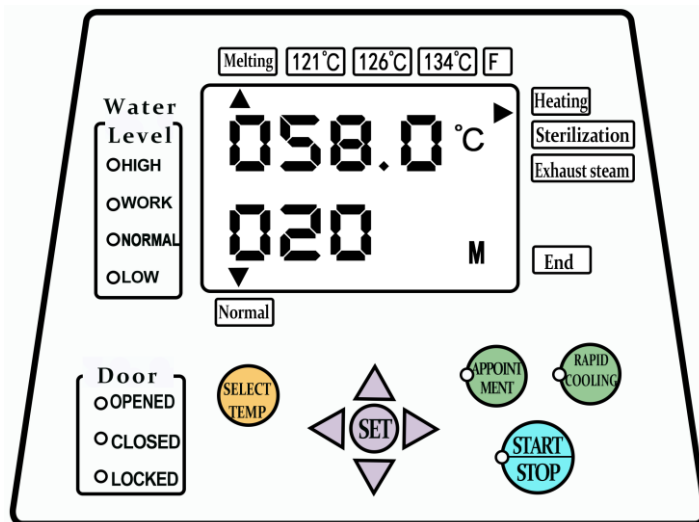 Melting 121°C 126°C 134°C F
Water
Level
HIGH
WORK
NORMAL
LOW
058.0 °C
020 M
Heating
Sterilization
Exhaust steam
End
Normal
Door
OPENED
CLOSED
LOCKED
SELECT
TEMP
SET
APPOINT
MENT
RAPID
COOLING
START
STOP